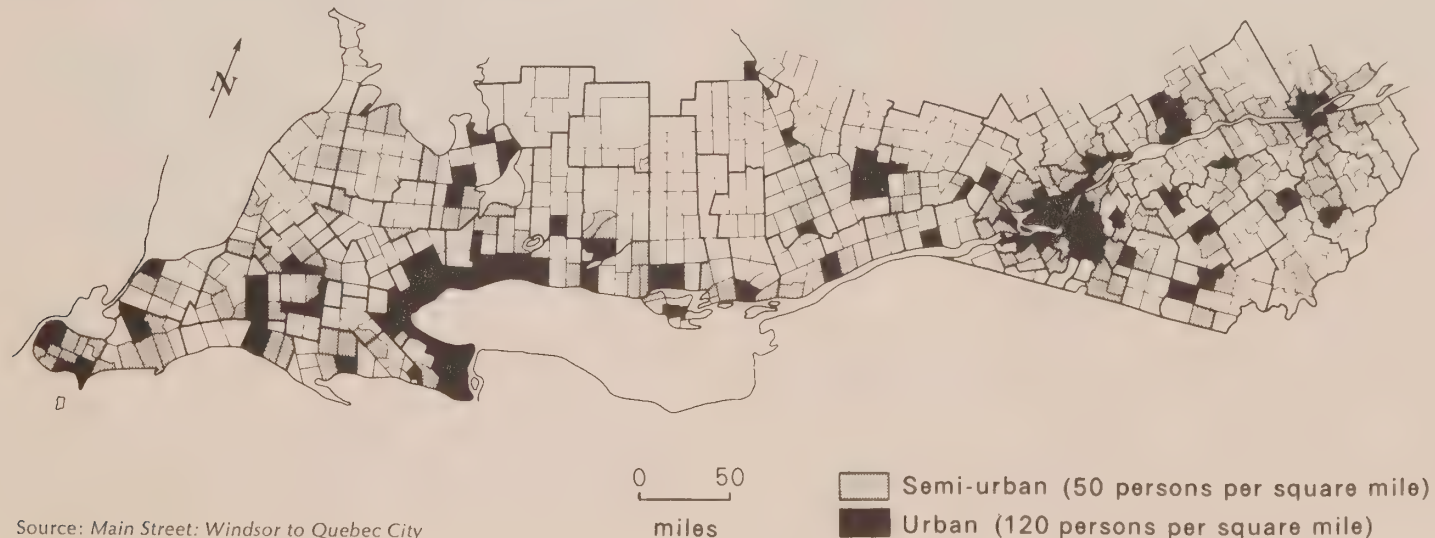 N
0 50
miles
Semi-urban (50 persons per square mile)
Urban (120 persons per square mile)
Source: Main Street: Windsor to Quebec City